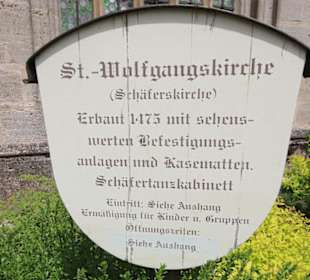 St.-Wolfgangskirche
(Schäferskirche)
Erbaut 1475 mit sehens-
werten Befestigungs-
anlagen und Kasematten.
Schäfertanzkabinett
Eintritt: Siehe Aushang
Ermäßigung für Kinder u. Gruppen
Öffnungszeiten:
Siehe Aushang